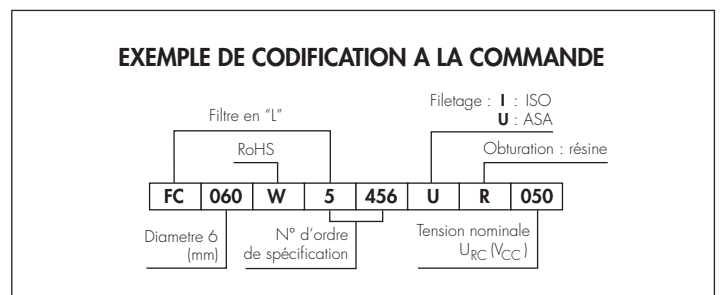 EXEMPLE DE CODIFICATION A LA COMMANDE
Filtre en “L”
Filetage : I : ISO
U : ASA
RoHS
Obturation : résine
FC 060 W 5 456 U R 050
Diametre 6
(mm)
N° d’ordre
de spécification
Tension nominale
URC (VCC)